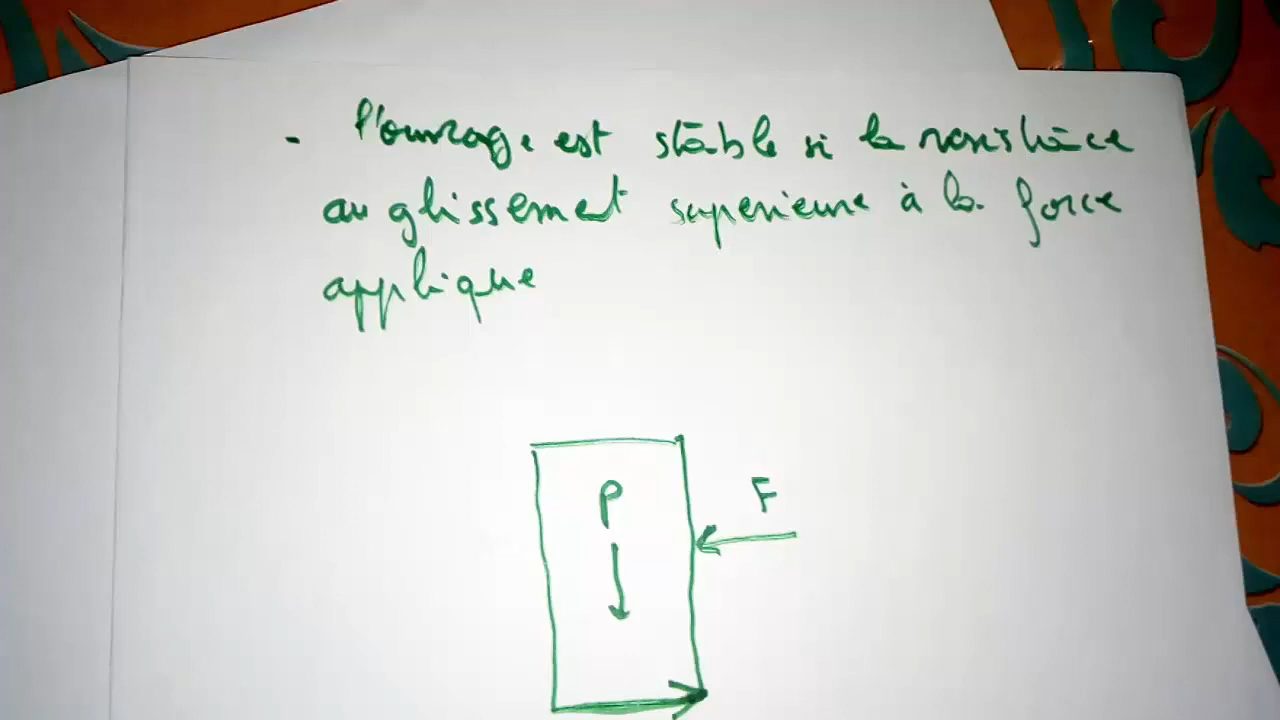 - l'ouvrage est stable si la resistance
au glissement superieure à la force
applique
P
F